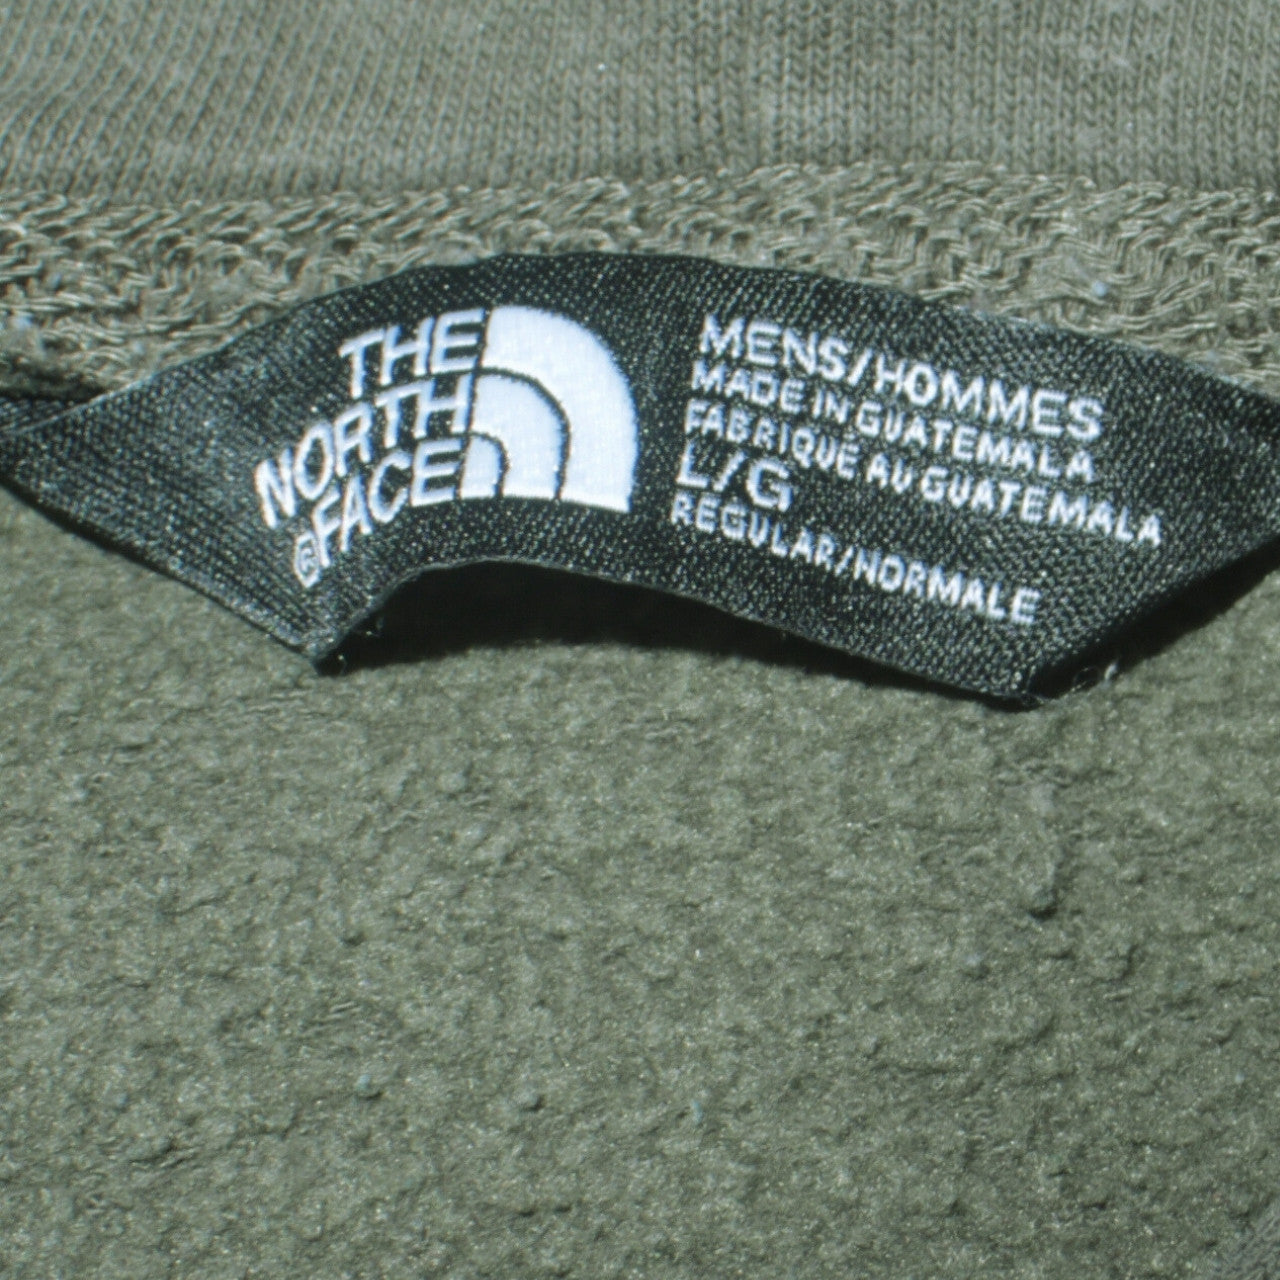 THE
NORTH
FACE
©
MENS/HOMMES
MADE IN GUATEMALA
FABRIQUÉ AU GUATEMALA
L/G
REGULAR/NORMALE